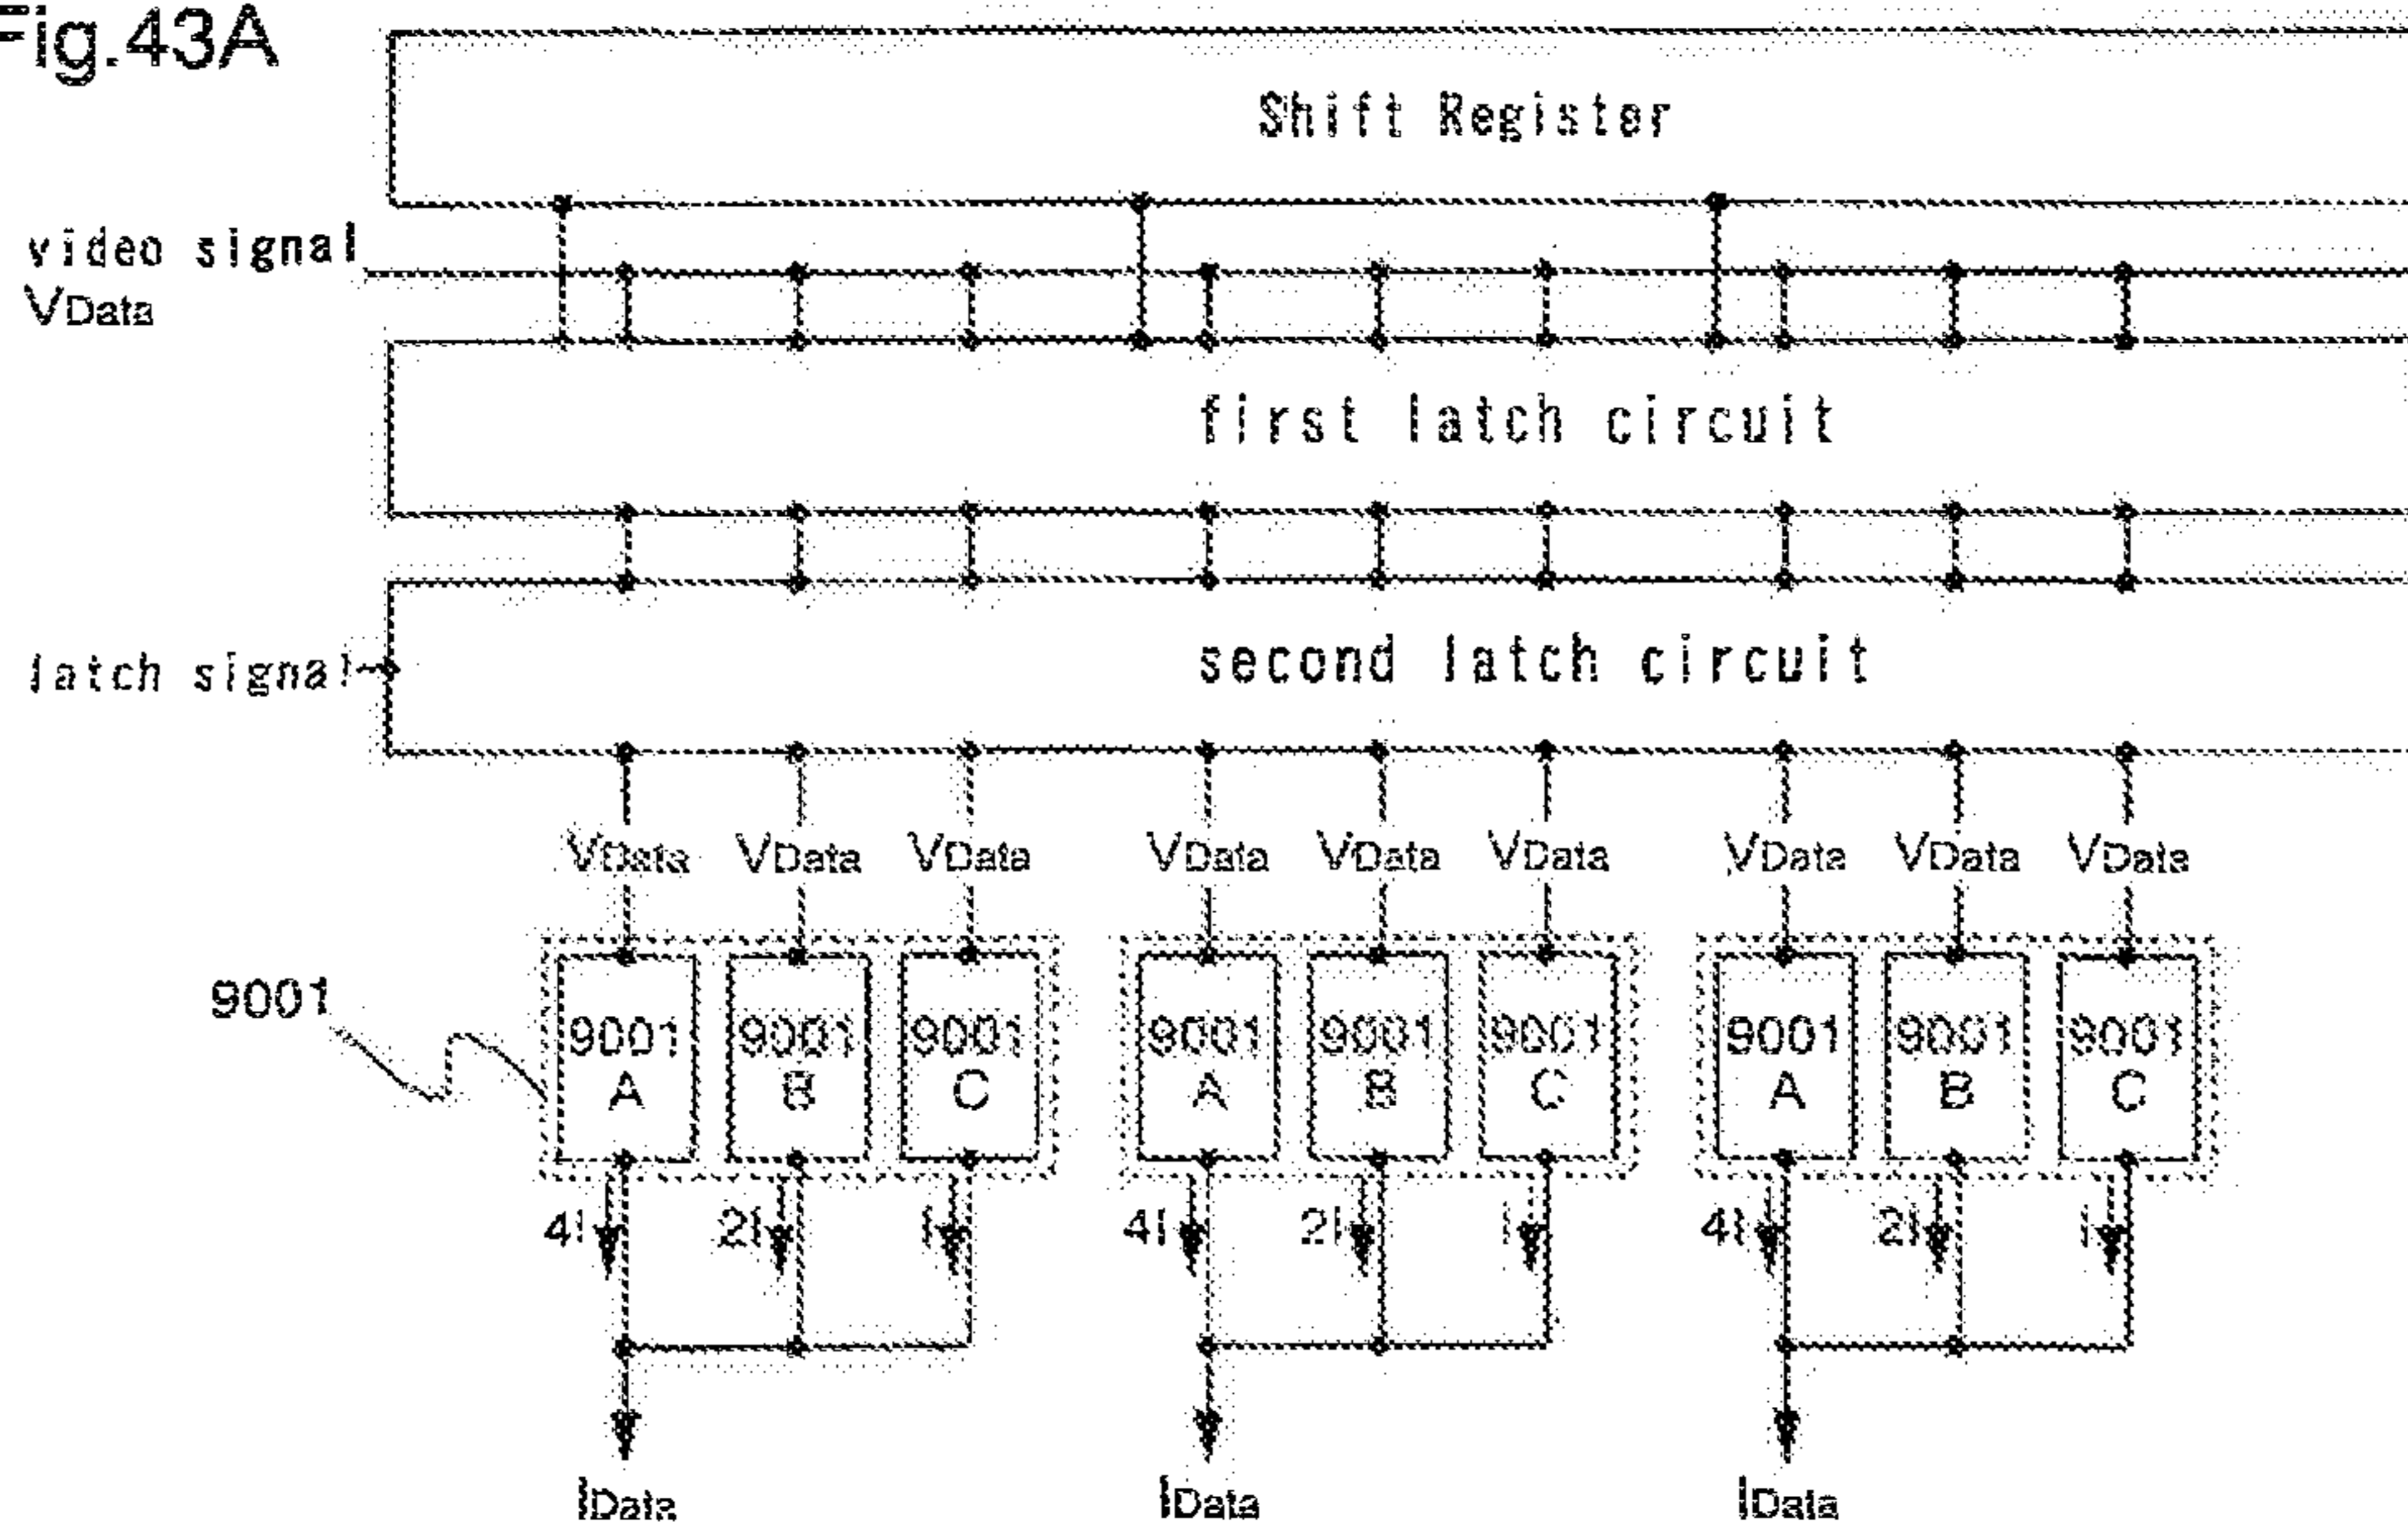 Fig.43A
Shift Register
video signal
VData
first latch circuit
latch signal
second latch circuit
VData VData VData VData VData VData VData VData VData
9001
9001 9001 9001 9001 9001 9001 9001 9001 9001
A B C A B C A B C
4I 2I I 4I 2I I 4I 2I I
IData IData IData